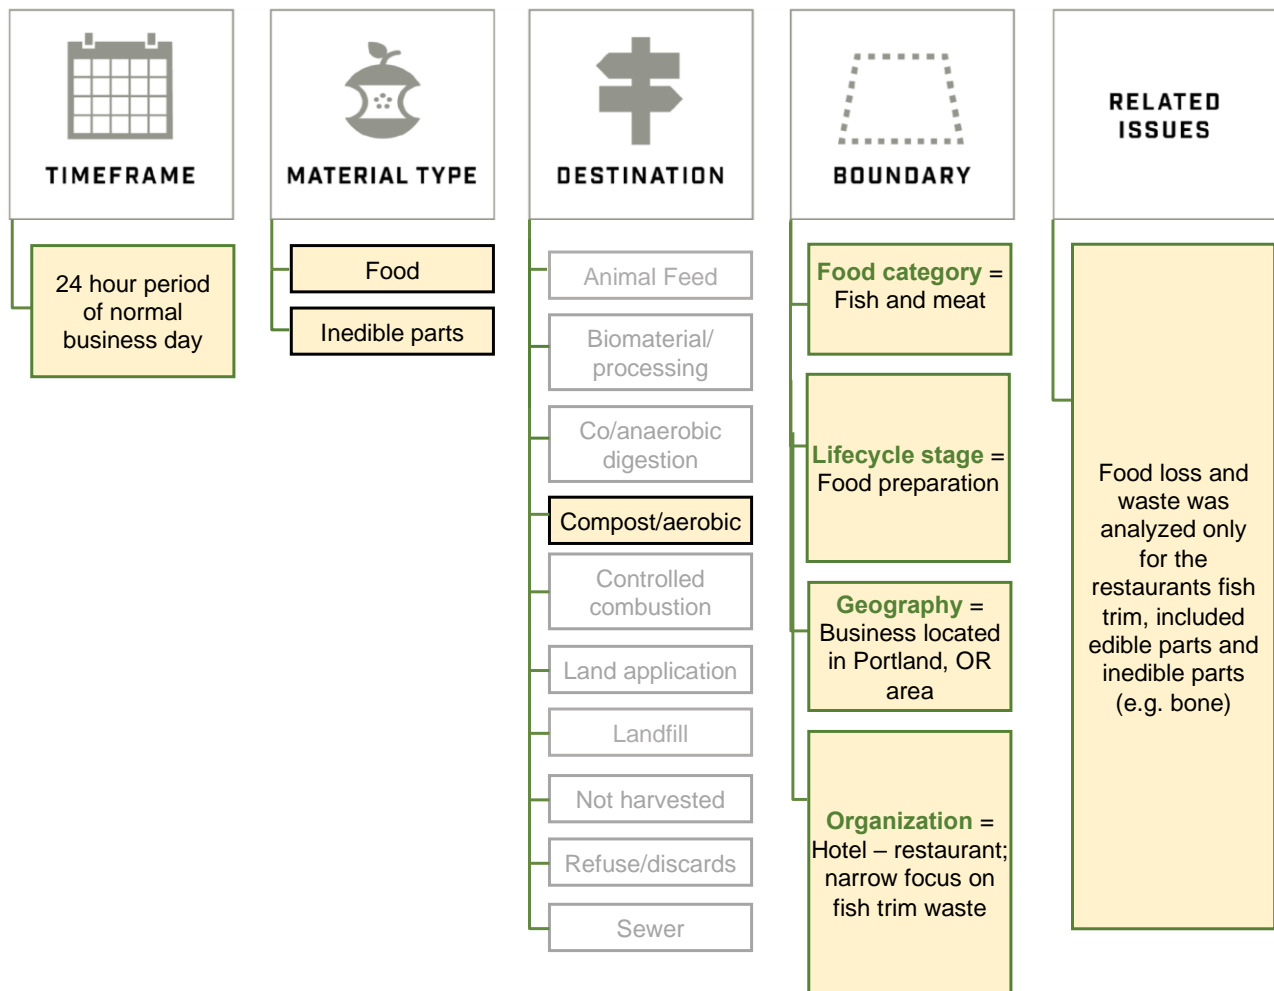 TIMEFRAME
24 hour period
of normal
business day
MATERIAL TYPE
Food
Inedible parts
DESTINATION
Animal Feed
Biomaterial/
processing
Co/anaerobic
digestion
Compost/aerobic
Controlled
combustion
Land application
Landfill
Not harvested
Refuse/discards
Sewer
BOUNDARY
Food category =
Fish and meat
Lifecycle stage =
Food preparation
Geography =
Business located
in Portland, OR
area
Organization =
Hotel – restaurant;
narrow focus on
fish trim waste
RELATED
ISSUES
Food loss and
waste was
analyzed only
for the
restaurants fish
trim, included
edible parts and
inedible parts
(e.g. bone)